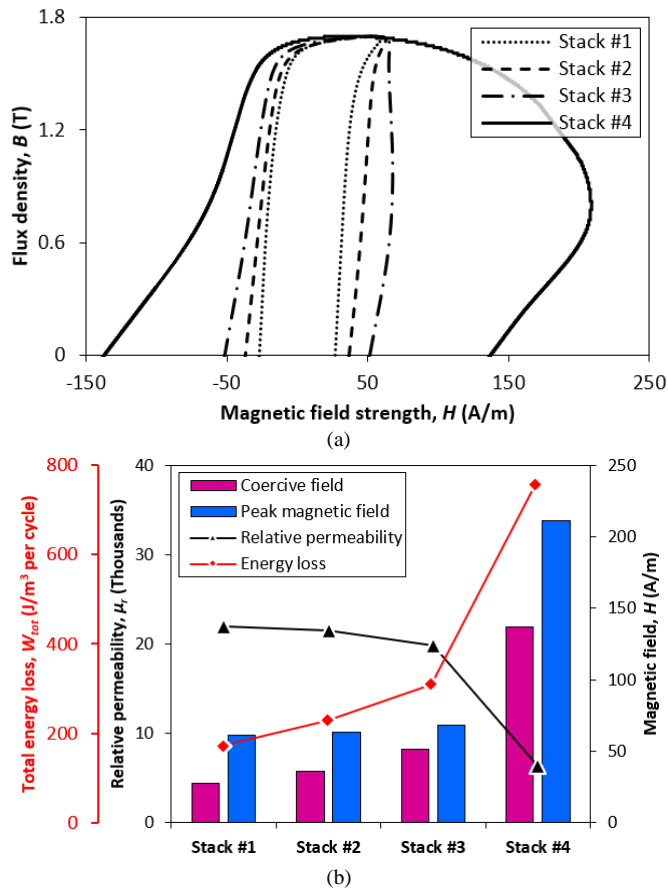 (a)
1.8
1.2
0.6
0
Flux density, B (T)
Stack #1
Stack #2
Stack #3
Stack #4
-150
-50
50
150
250
Magnetic field strength, H (A/m)
(a)
800
600
400
200
0
Total energy loss, Wtot (J/m³ per cycle)
40
30
20
10
0
Relative permeability, μr (Thousands)
Coercive field
Peak magnetic field
Relative permeability
Energy loss
250
200
150
100
50
0
Magnetic field, H (A/m)
Stack #1
Stack #2
Stack #3
Stack #4
(b)